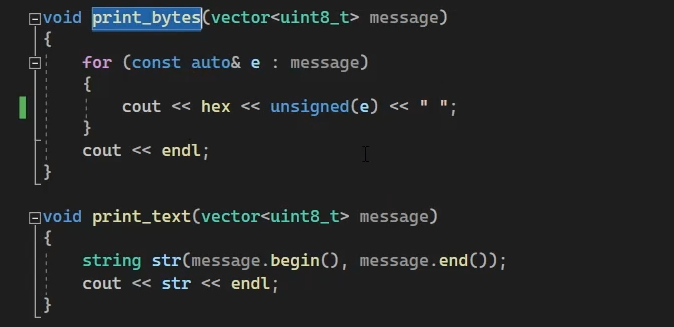 void print_bytes(vector<uint8_t> message)
{
    for (const auto& e : message)
    {
        cout << hex << unsigned(e) << " ";
    }
    cout << endl;
}

void print_text(vector<uint8_t> message)
{
    string str(message.begin(), message.end());
    cout << str << endl;
}